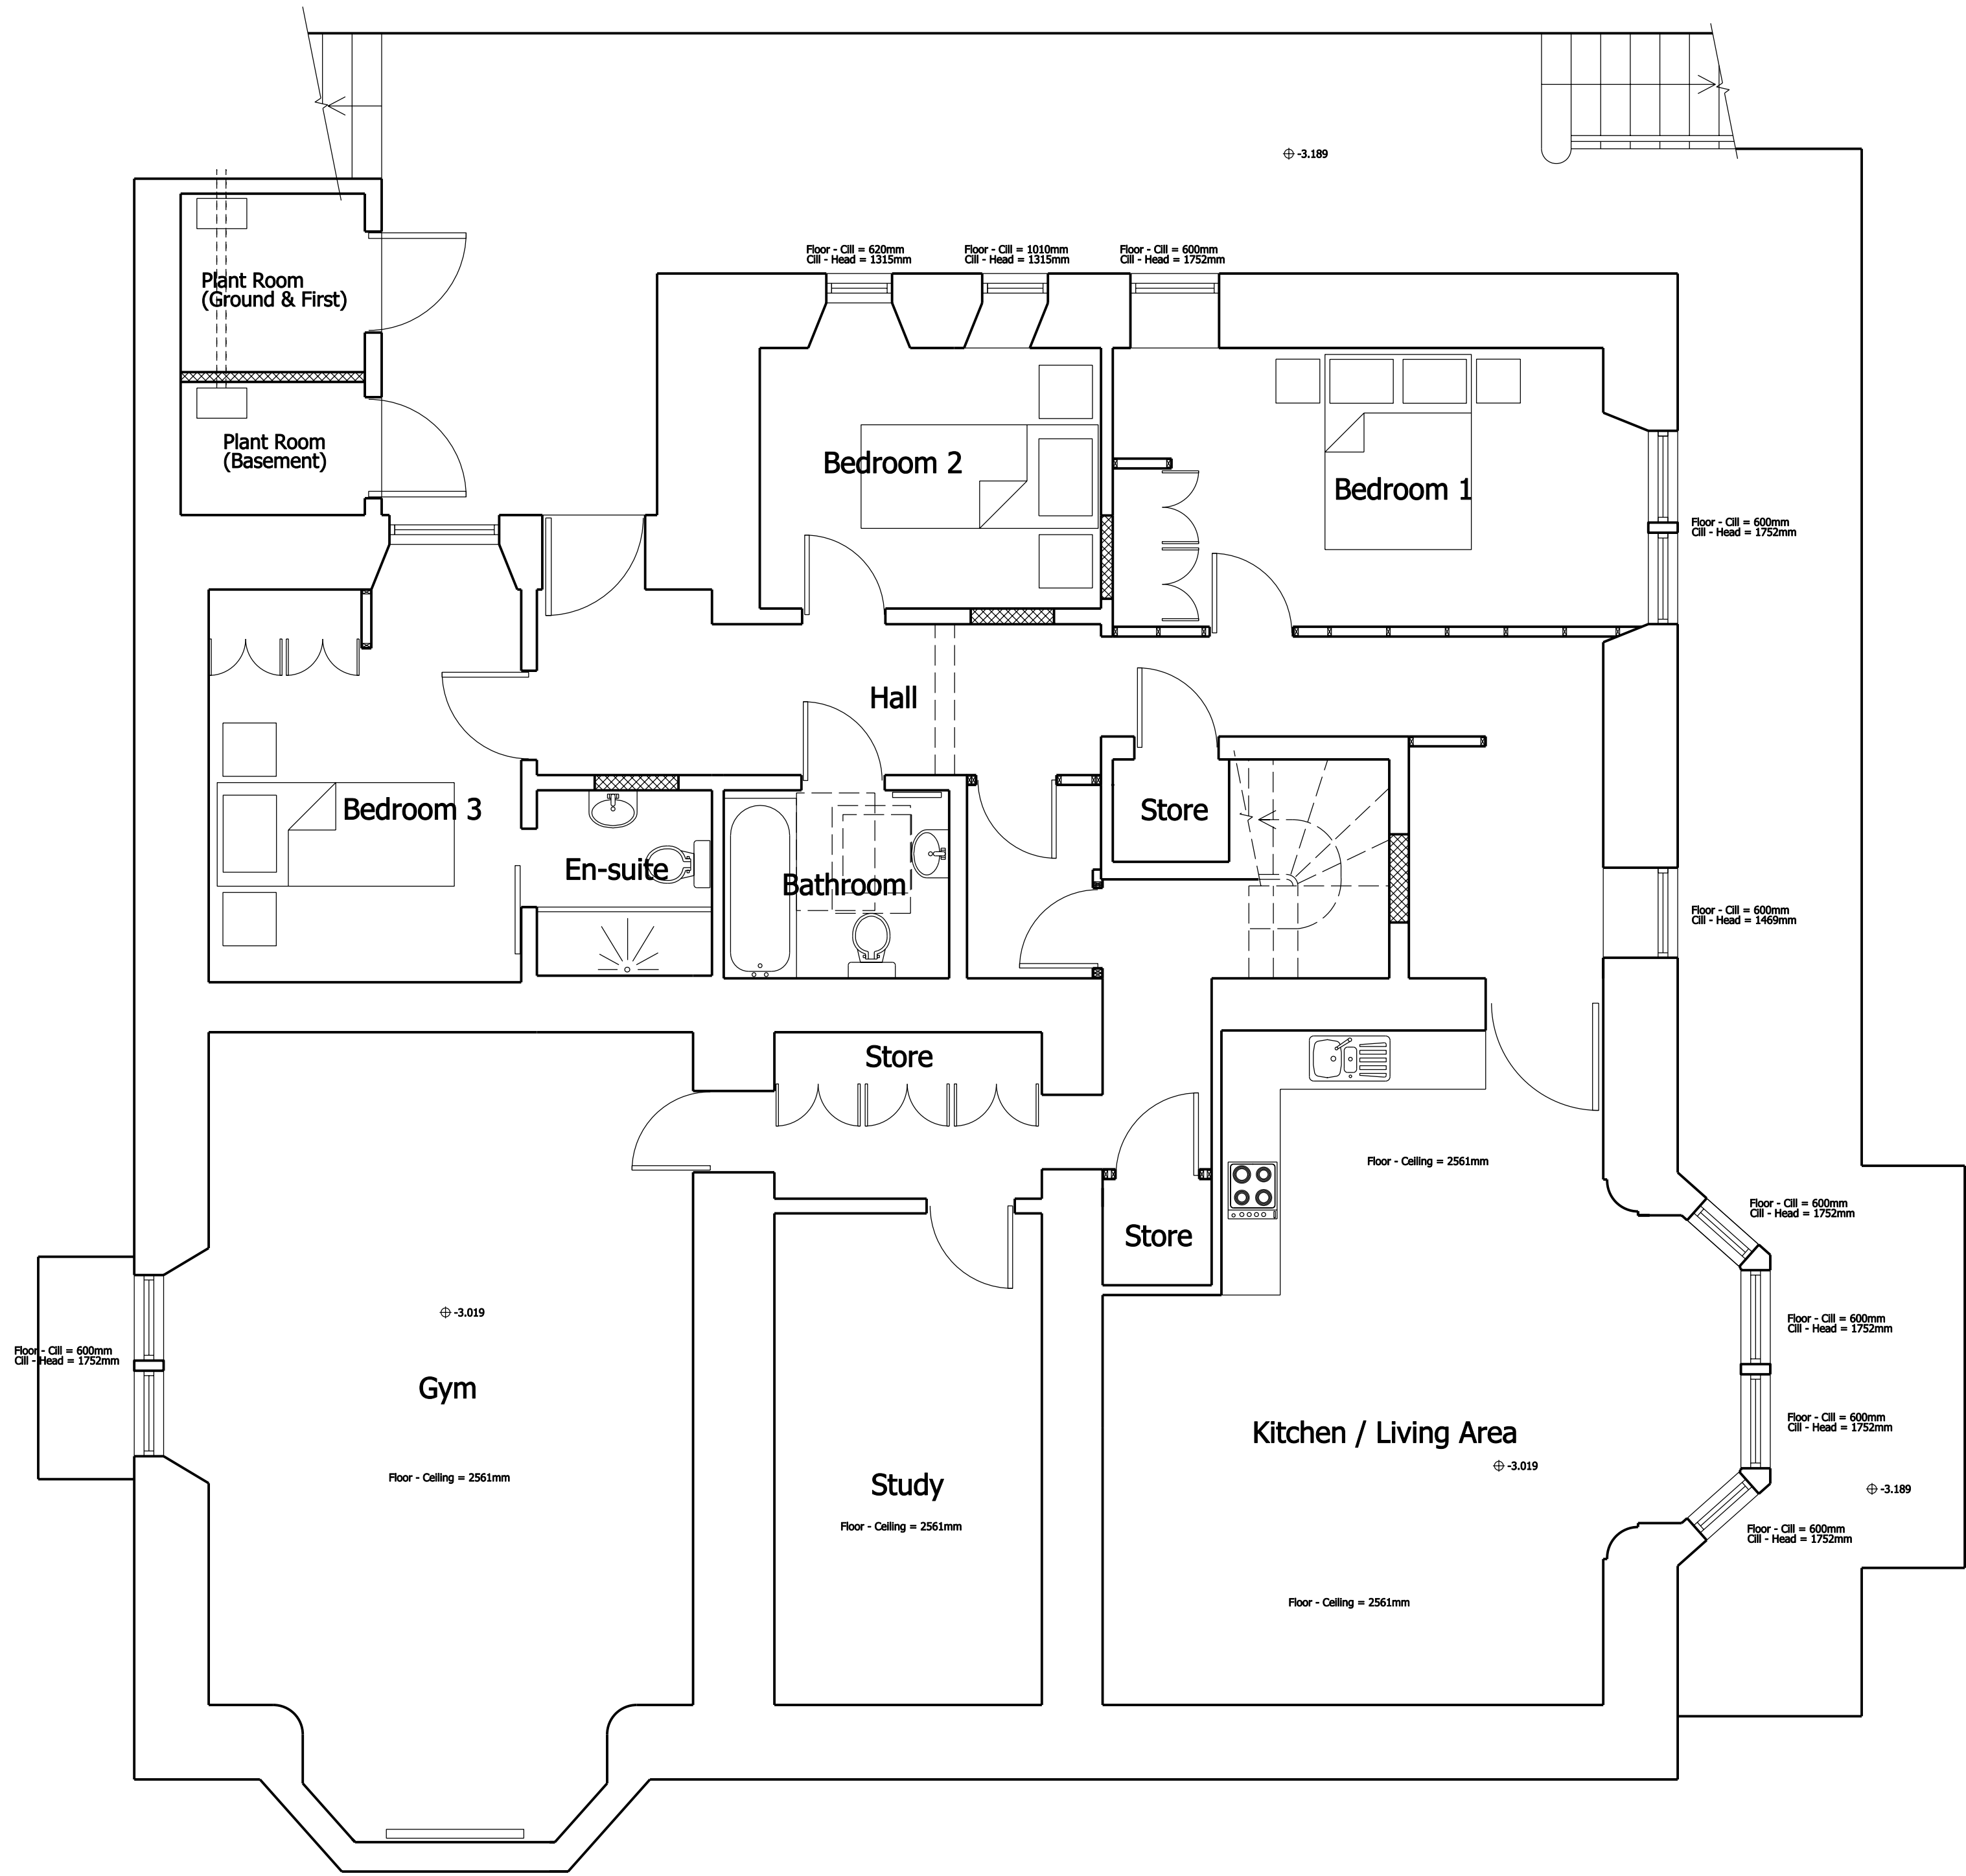 -3.189
Floor - Cill = 620mm
Cill - Head = 1315mm
Floor - Cill = 1010mm
Cill - Head = 1315mm
Floor - Cill = 600mm
Cill - Head = 1752mm
Plant Room
(Ground & First)
Plant Room
(Basement)
Bedroom 2
Bedroom 1
Floor - Cill = 600mm
Cill - Head = 1752mm
Hall
Bedroom 3
Store
En-suite
Bathroom
Floor - Cill = 600mm
Cill - Head = 1469mm
Store
Floor - Ceiling = 2561mm
Floor - Cill = 600mm
Cill - Head = 1752mm
Store
-3.019
Floor - Cill = 600mm
Cill - Head = 1752mm
Floor - Cill = 600mm
Cill - Head = 1752mm
Gym
Floor - Cill = 600mm
Cill - Head = 1752mm
Kitchen / Living Area
-3.019
Floor - Ceiling = 2561mm
Study
-3.189
Floor - Ceiling = 2561mm
Floor - Cill = 600mm
Cill - Head = 1752mm
Floor - Ceiling = 2561mm